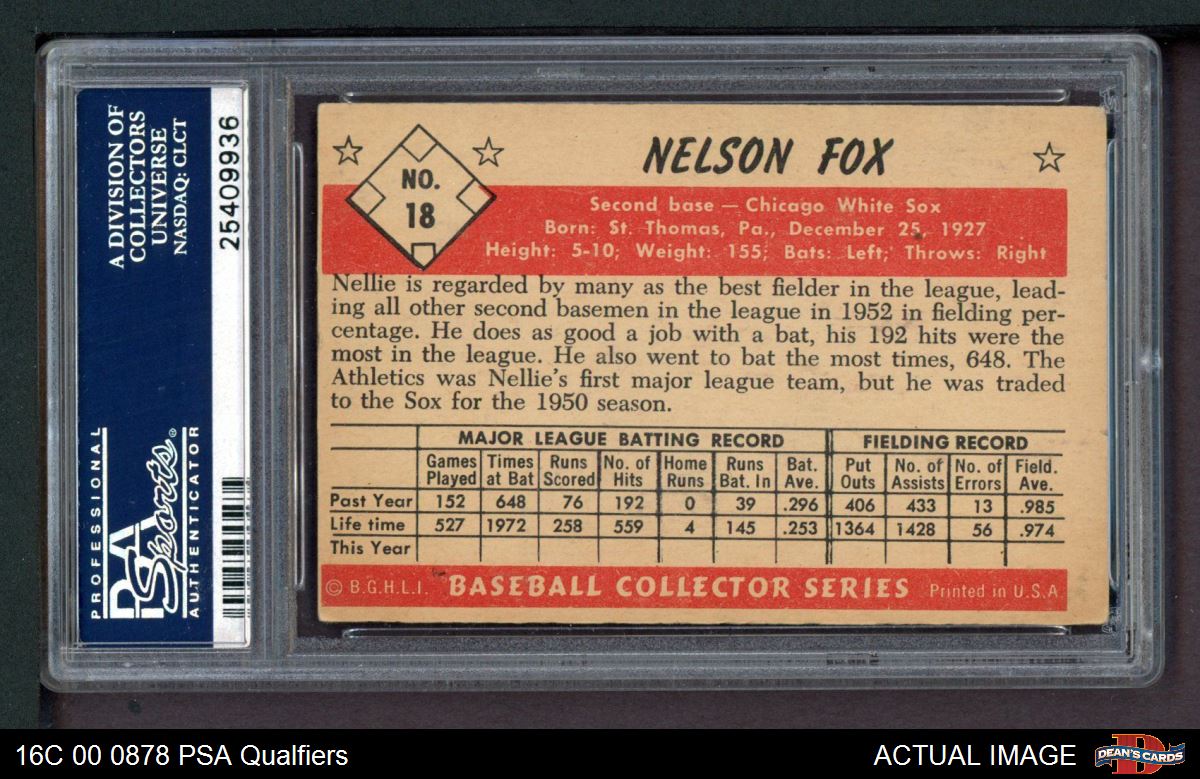 A DIVISION OF
COLLECTORS
UNIVERSE
NASDAQ: CLCT
25409936
PROFESSIONAL
PSA
Sports®
AUTHENTICATOR
NO.
18
NELSON FOX
Second base — Chicago White Sox
Born: St. Thomas, Pa., December 25, 1927
Height: 5-10; Weight: 155; Bats: Left; Throws: Right
Nellie is regarded by many as the best fielder in the league, lead-
ing all other second basemen in the league in 1952 in fielding per-
centage. He does as good a job with a bat, his 192 hits were the
most in the league. He also went to bat the most times, 648. The
Athletics was Nellie's first major league team, but he was traded
to the Sox for the 1950 season.
MAJOR LEAGUE BATTING RECORD FIELDING RECORD
Games Times Runs No. of Home Runs Bat. Put No. of No. of Field.
Played at Bat Scored Hits Runs Bat. In Ave. Outs Assists Errors Ave.
Past Year 152 648 76 192 0 39 .296 406 433 13 .985
Life time 527 1972 258 559 4 145 .253 1364 1428 56 .974
This Year
© B.G.H.L.I. BASEBALL COLLECTOR SERIES Printed in U.S.A.
16C 00 0878 PSA Qualfiers
ACTUAL IMAGE
DEAN'S CARDS